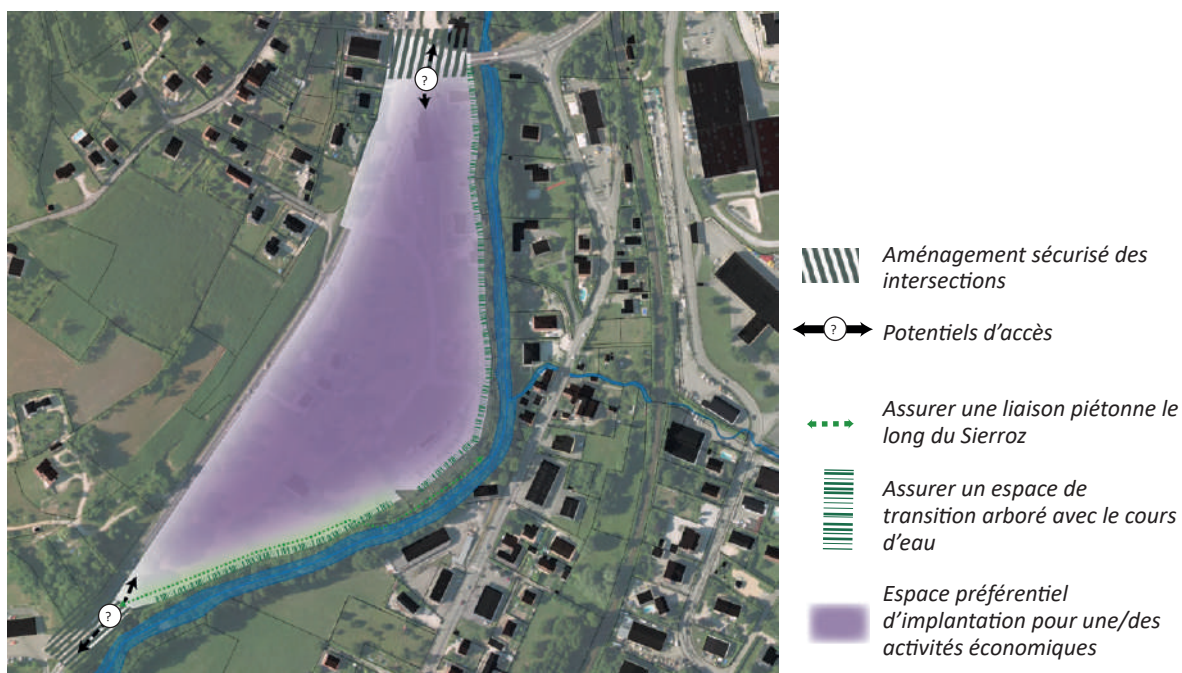 ?
?
Aménagement sécurisé des
intersections
?
Potentiels d'accès
Assurer une liaison piétonne le
long du Sierroz
Assurer un espace de
transition arboré avec le cours
d'eau
Espace préférentiel
d'implantation pour une/des
activités économiques